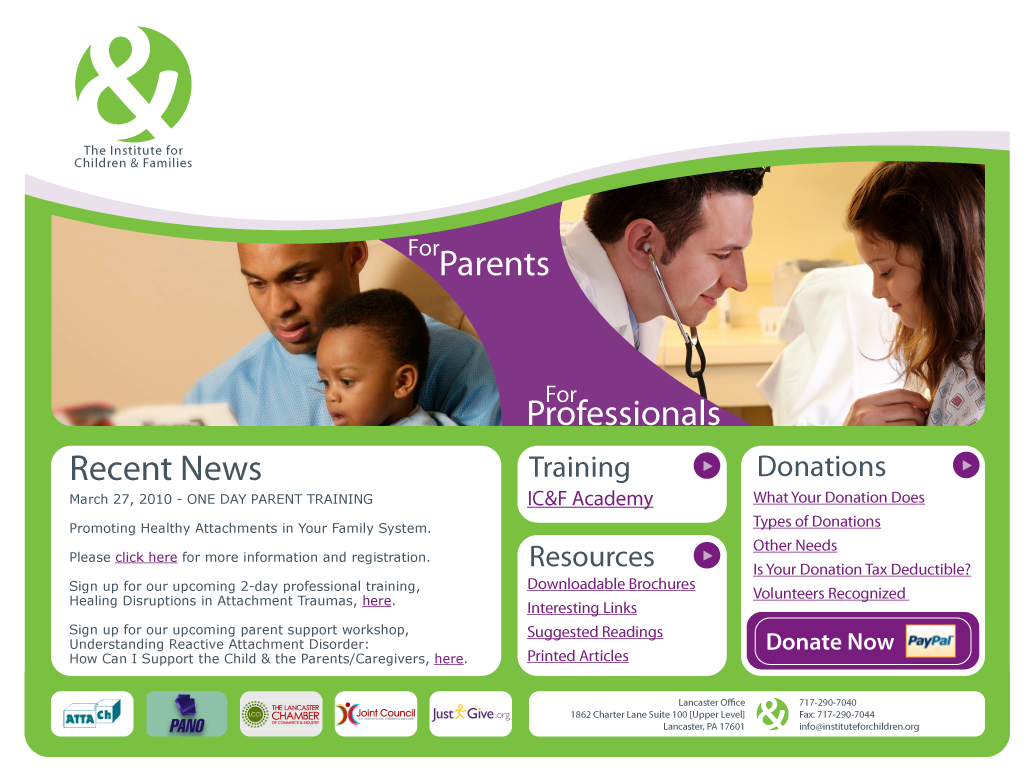 The Institute for
Children & Families
For Parents
For
Professionals
Recent News
March 27, 2010 - ONE DAY PARENT TRAINING
Promoting Healthy Attachments in Your Family System.
Please click here for more information and registration.
Sign up for our upcoming 2-day professional training,
Healing Disruptions in Attachment Traumas, here.
Sign up for our upcoming parent support workshop,
Understanding Reactive Attachment Disorder:
How Can I Support the Child & the Parents/Caregivers, here.
Training
IC&F Academy
Resources
Downloadable Brochures
Interesting Links
Suggested Readings
Printed Articles
Donations
What Your Donation Does
Types of Donations
Other Needs
Is Your Donation Tax Deductible?
Volunteers Recognized
Donate Now PayPal
ATTACh
PANO
THE LANCASTER
CHAMBER
OF COMMERCE & INDUSTRY
Joint Council
JustGive.org
Lancaster Office
1862 Charter Lane Suite 100 [Upper Level]
Lancaster, PA 17601
&
717-290-7040
Fax: 717-290-7044
info@instituteforchildren.org